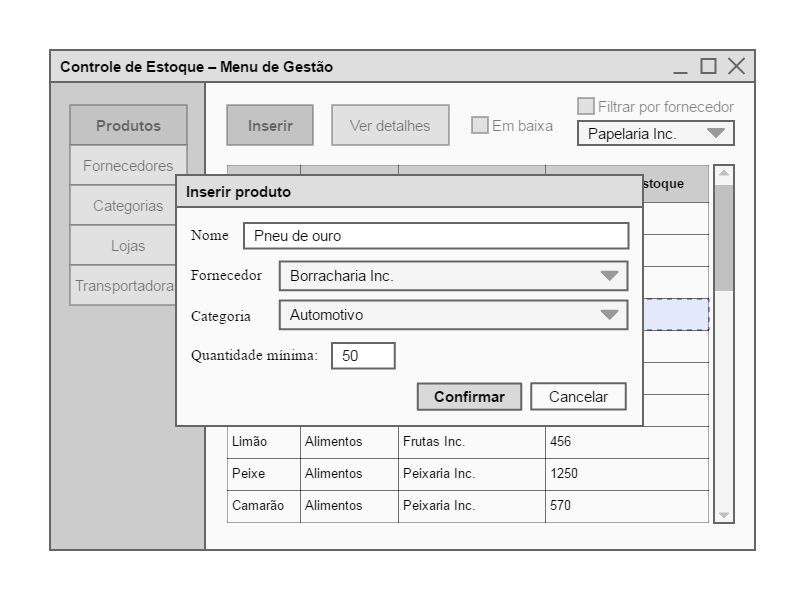 Controle de Estoque – Menu de Gestão
Produtos
Fornecedores
Categorias
Lojas
Transportadora
Inserir
Ver detalhes
Em baixa
Filtrar por fornecedor
Papelaria Inc.
stoque
Inserir produto
Nome Pneu de ouro
Fornecedor Borracharia Inc.
Categoria Automotivo
Quantidade mínima: 50
Confirmar Cancelar
Limão Alimentos Frutas Inc. 456
Peixe Alimentos Peixaria Inc. 1250
Camarão Alimentos Peixaria Inc. 570